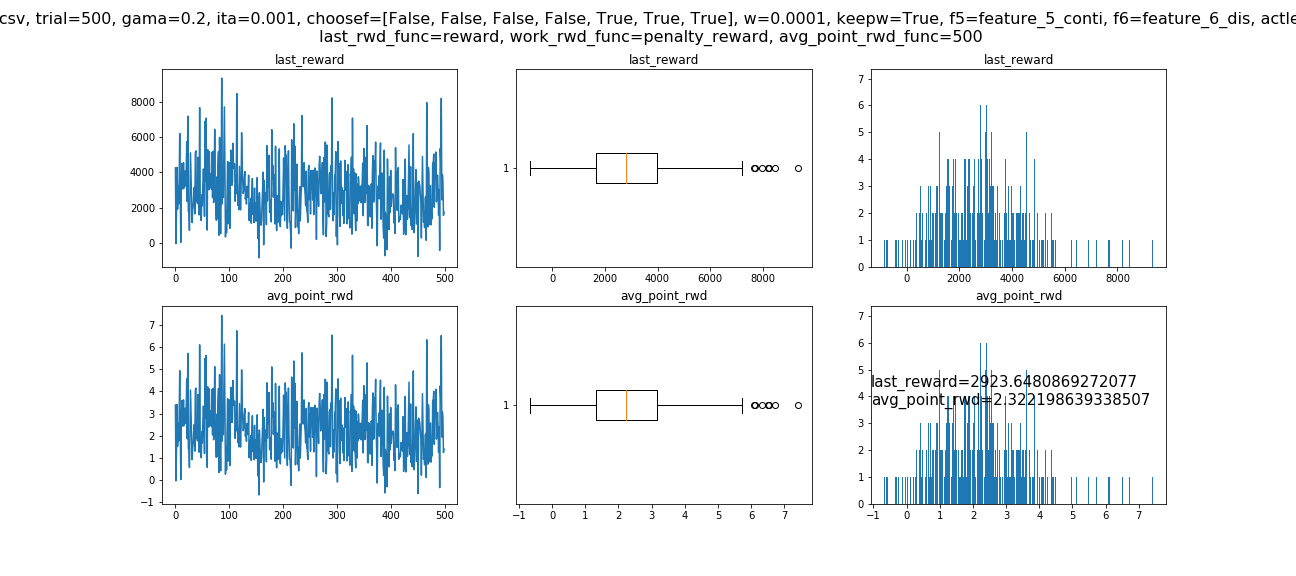 csv, trial=500, gama=0.2, ita=0.001, choosef=[False, False, False, False, True, True, True], w=0.0001, keepw=True, f5=feature_5_conti, f6=feature_6_dis, actle
last_rwd_func=reward, work_rwd_func=penalty_reward, avg_point_rwd_func=500
last_reward last_reward last_reward
8000
6000
4000
2000
0
0 100 200 300 400 500
1
0 2000 4000 6000 8000
7
6
5
4
3
2
1
0
0 2000 4000 6000 8000
avg_point_rwd avg_point_rwd avg_point_rwd
7
6
5
4
3
2
1
0
−1
0 100 200 300 400 500
1
−1 0 1 2 3 4 5 6 7
7
6
5
4
3
2
1
0
−1 0 1 2 3 4 5 6 7
last_reward=2923.6480869272077
avg_point_rwd=2.322198639338507